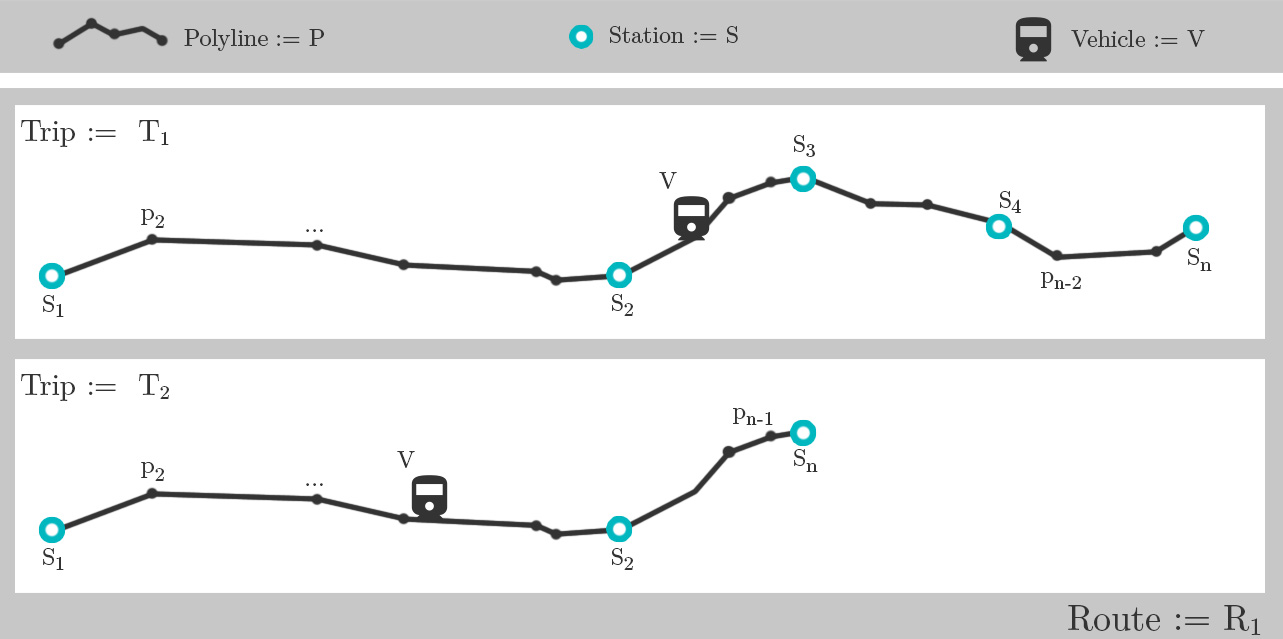 Polyline := P
Station := S
Vehicle := V
Trip := T₁
S₃
V
p₂
S₄
...
Sₙ
S₁
S₂
pₙ₋₂
Trip := T₂
pₙ₋₁
V
p₂
...
Sₙ
S₁
S₂
Route := R₁